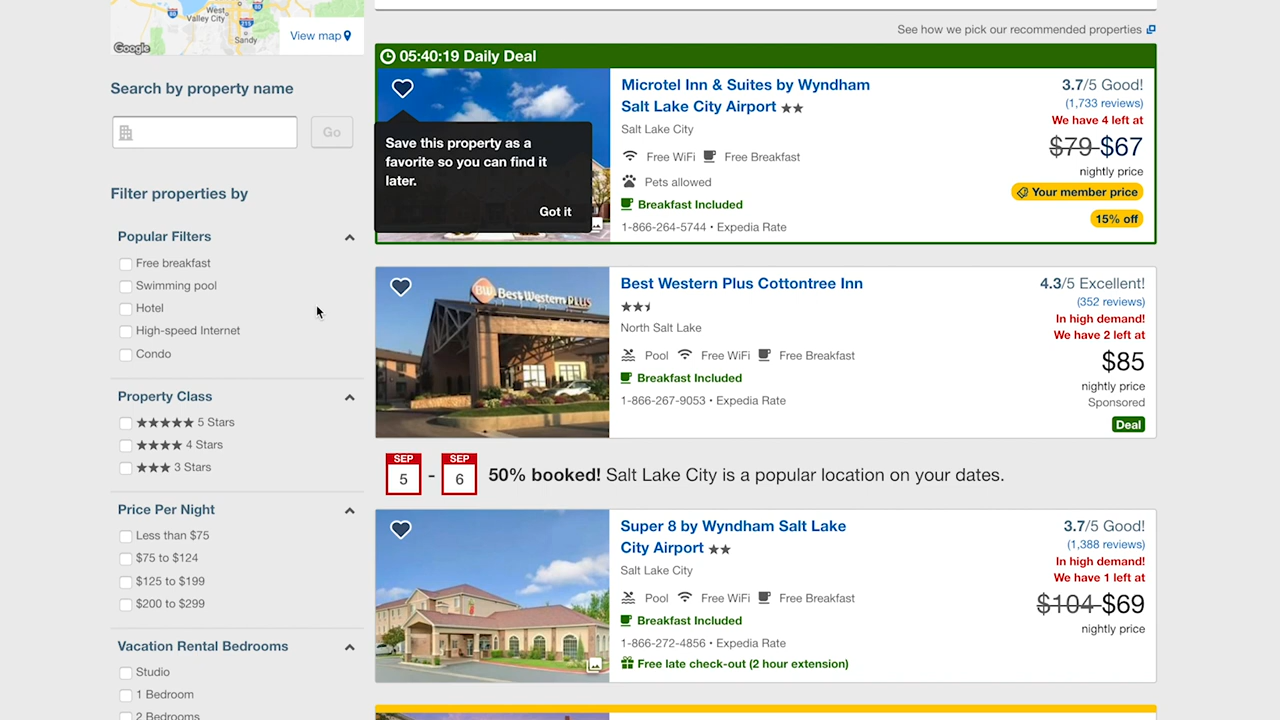 West
Valley City
215
Sandy
Google
View map
Search by property name
Go
Filter properties by
Popular Filters
Free breakfast
Swimming pool
Hotel
High-speed Internet
Condo
Property Class
★★★★★ 5 Stars
★★★★ 4 Stars
★★★ 3 Stars
Price Per Night
Less than $75
$75 to $124
$125 to $199
$200 to $299
Vacation Rental Bedrooms
Studio
1 Bedroom
2 Bedrooms
See how we pick our recommended properties
05:40:19 Daily Deal
Save this property as a
favorite so you can find it
later.
Got it
Microtel Inn & Suites by Wyndham
Salt Lake City Airport ★★
Salt Lake City
Free WiFi Free Breakfast
Pets allowed
Breakfast Included
1-866-264-5744 • Expedia Rate
3.7/5 Good!
(1,733 reviews)
We have 4 left at
$79 $67
nightly price
Your member price
15% off
BW Best Western PLUS
Best Western Plus Cottontree Inn
North Salt Lake
Pool Free WiFi Free Breakfast
Breakfast Included
1-866-267-9053 • Expedia Rate
4.3/5 Excellent!
(352 reviews)
In high demand!
We have 2 left at
$85
nightly price
Sponsored
Deal
SEP SEP
5 - 6 50% booked! Salt Lake City is a popular location on your dates.
Super 8 by Wyndham Salt Lake
City Airport ★★
Salt Lake City
Pool Free WiFi Free Breakfast
Breakfast Included
1-866-272-4856 • Expedia Rate
Free late check-out (2 hour extension)
3.7/5 Good!
(1,388 reviews)
In high demand!
We have 1 left at
$104 $69
nightly price